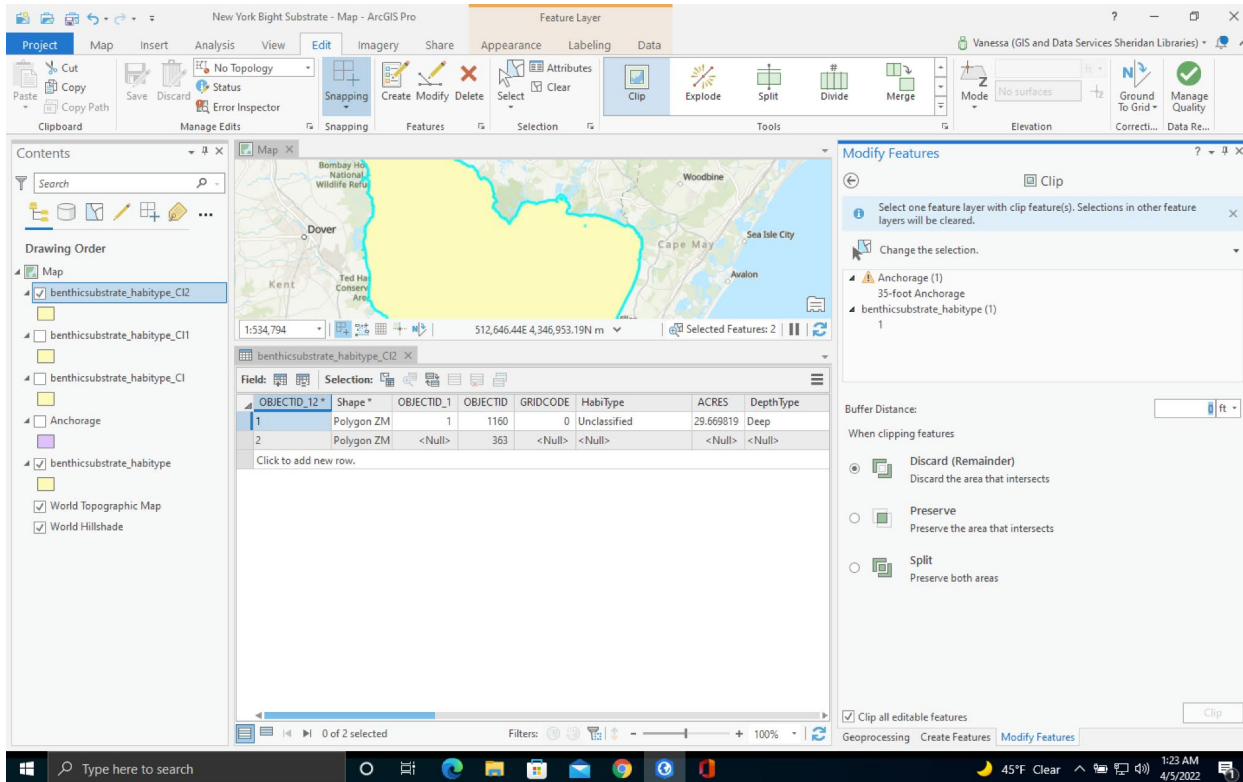 New York Bight Substrate - Map - ArcGIS Pro
Feature Layer
?
Project Map Insert Analysis View Edit Imagery Share Appearance Labeling Data
Vanessa (GIS and Data Services Sheridan Libraries)
Paste
Cut
Copy
Copy Path
Clipboard
Save Discard
No Topology
Status
Error Inspector
Manage Edits
Snapping
Snapping
Create Modify Delete
Features
Select
Attributes
Clear
Selection
Clip
Explode
Split
Divide
Merge
Tools
Mode
Z
No surfaces
ft
Elevation
N
Ground To Grid
Correcti...
Manage Quality
Data Re...
Contents
Search
Drawing Order
Map
benthicsubstrate_habitype_Cl2
benthicsubstrate_habitype_Cl1
benthicsubstrate_habitype_Cl
Anchorage
benthicsubstrate_habitype
World Topographic Map
World Hillshade
Map
Bombay Ho
National
Wildlife Refu
Woodbine
Dover
Sea Isle City
Cape May
Kent
Ted Ha
Conserv
Are
Avalon
1:534,794
512,646.44E 4,346,953.19N m
Selected Features: 2
benthicsubstrate_habitype_Cl2
Field: Selection:
OBJECTID_12 * Shape * OBJECTID_1 OBJECTID GRIDCODE HabiType ACRES DepthType
1 Polygon ZM 1 1160 0 Unclassified 29.669819 Deep
2 Polygon ZM <Null> 363 <Null> <Null> <Null> <Null>
Click to add new row.
0 of 2 selected
Filters:
- + 100%
Modify Features
?
Clip
Select one feature layer with clip feature(s). Selections in other feature
layers will be cleared.
Change the selection.
Anchorage (1)
35-foot Anchorage
benthicsubstrate_habitype (1)
1
Buffer Distance: 0 ft
When clipping features
Discard (Remainder)
Discard the area that intersects
Preserve
Preserve the area that intersects
Split
Preserve both areas
Clip all editable features
Clip
Geoprocessing Create Features Modify Features
Type here to search
45°F Clear
1:23 AM
4/5/2022